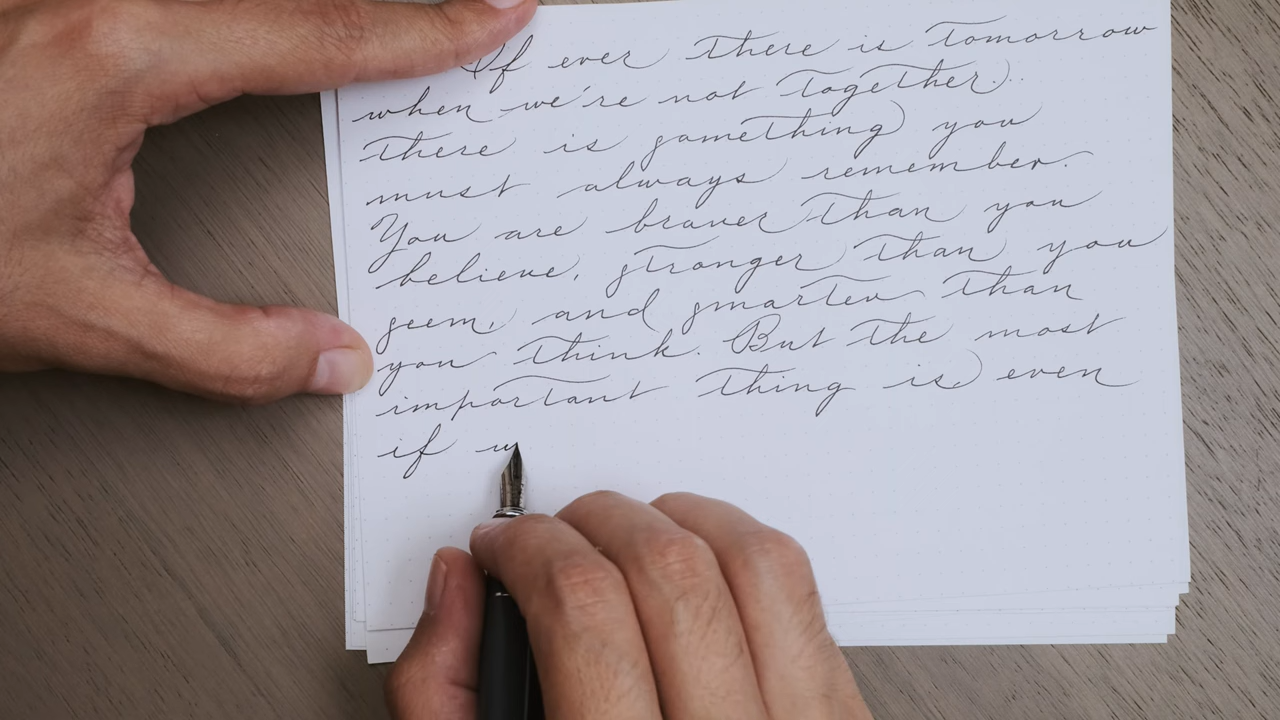 If ever there is tomorrow
when we're not together..
there is something you
must always remember.
You are braver than you
believe, stronger than you
seem, and smarter than
you think. But the most
important thing is, even
if w